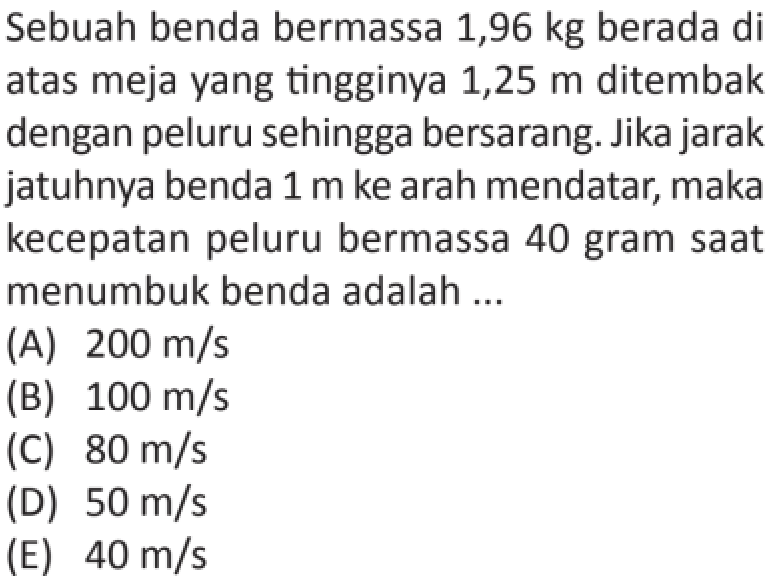 Sebuah benda bermassa 1,96 kg berada di
atas meja yang tingginya 1,25 m ditembak
dengan peluru sehingga bersarang. Jika jarak
jatuhnya benda 1 m ke arah mendatar, maka
kecepatan peluru bermassa 40 gram saat
menumbuk benda adalah ...
(A) 200 m/s
(B) 100 m/s
(C) 80 m/s
(D) 50 m/s
(E) 40 m/s